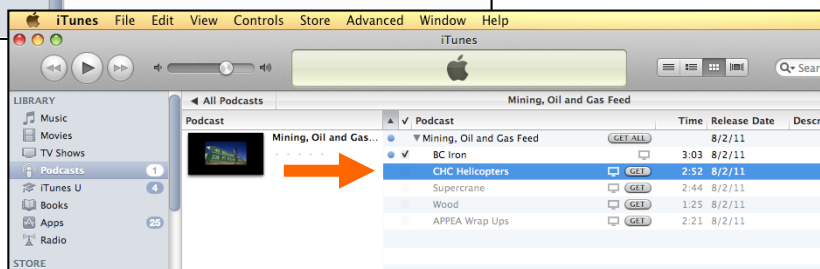 iTunes File Edit View Controls Store Advanced Window Help
iTunes
Sear
LIBRARY
Music
Movies
TV Shows
Podcasts 1
iTunes U 4
Books
Apps 25
Radio
STORE
All Podcasts Mining, Oil and Gas Feed
Podcast Podcast Time Release Date Descr
Mining, Oil and Gas...
Mining, Oil and Gas Feed GET ALL 8/2/11
BC Iron 3:03 8/2/11
CHC Helicopters GET 2:52 8/2/11
Supercrane GET 2:44 8/2/11
Wood GET 1:25 8/2/11
APPEA Wrap Ups GET 2:21 8/2/11